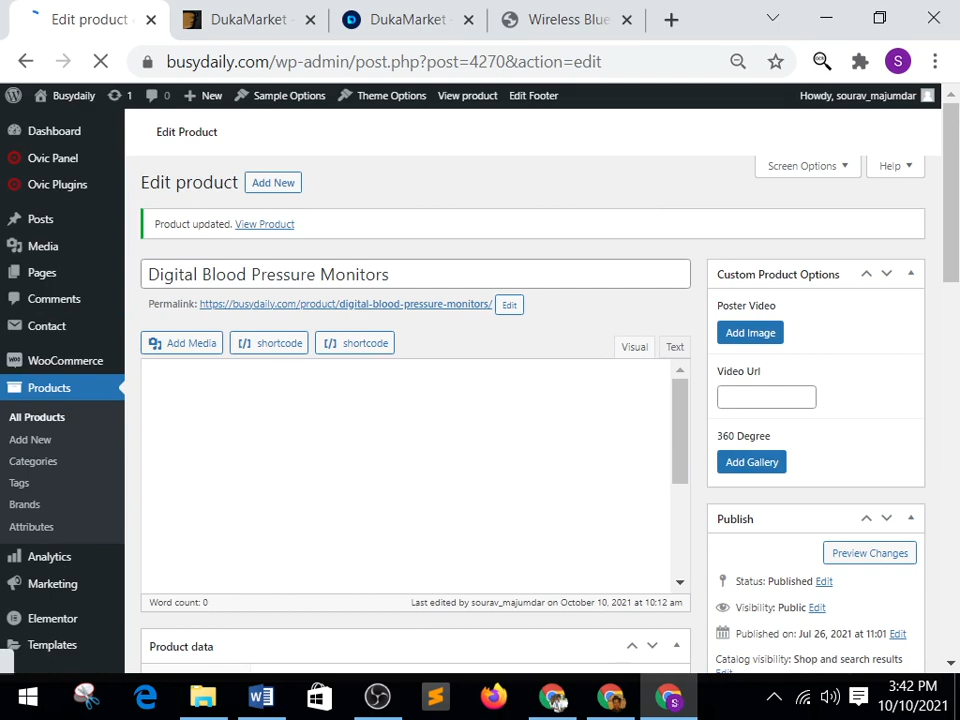 Edit product
DukaMarket -
DukaMarket -
Wireless Blue
busydaily.com/wp-admin/post.php?post=4270&action=edit
S
Busydaily
1
0
New
Sample Options
Theme Options
View product
Edit Footer
Howdy, sourav_majumdar
Dashboard
Ovic Panel
Ovic Plugins
Posts
Media
Pages
Comments
Contact
WooCommerce
Products
All Products
Add New
Categories
Tags
Brands
Attributes
Analytics
Marketing
Elementor
Templates
Edit Product
Screen Options
Help
Edit product
Add New
Product updated. View Product
Digital Blood Pressure Monitors
Permalink: https://busydaily.com/product/digital-blood-pressure-monitors/ Edit
Add Media
[/] shortcode
[/] shortcode
Visual
Text
Word count: 0
Last edited by sourav_majumdar on October 10, 2021 at 10:12 am
Product data
Custom Product Options
Poster Video
Add Image
Video Url
360 Degree
Add Gallery
Publish
Preview Changes
Status: Published Edit
Visibility: Public Edit
Published on: Jul 26, 2021 at 11:01 Edit
Catalog visibility: Shop and search results
Edit
3:42 PM
10/10/2021